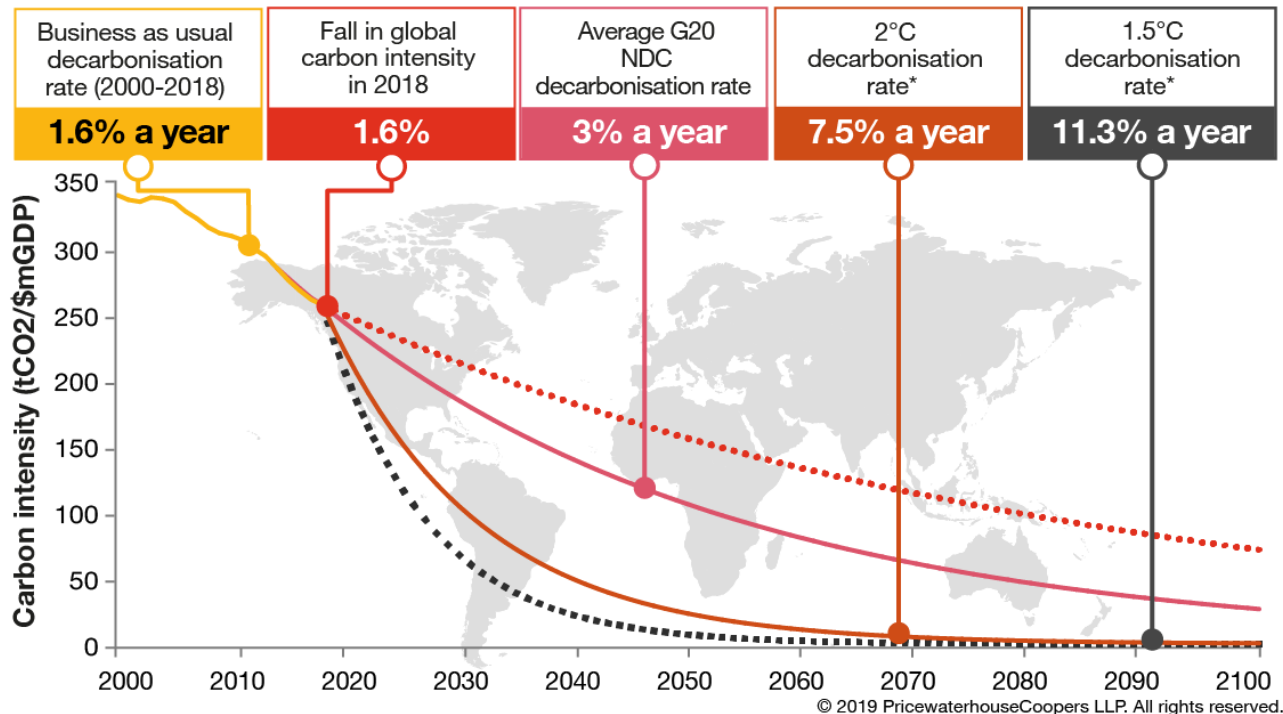 Business as usual
decarbonisation
rate (2000-2018)
1.6% a year
Fall in global
carbon intensity
in 2018
1.6%
Average G20
NDC
decarbonisation rate
3% a year
2°C
decarbonisation
rate*
7.5% a year
1.5°C
decarbonisation
rate*
11.3% a year
Carbon intensity (tCO2/$mGDP)
350
300
250
200
150
100
50
0
2000 2010 2020 2030 2040 2050 2060 2070 2080 2090 2100
© 2019 PricewaterhouseCoopers LLP. All rights reserved.